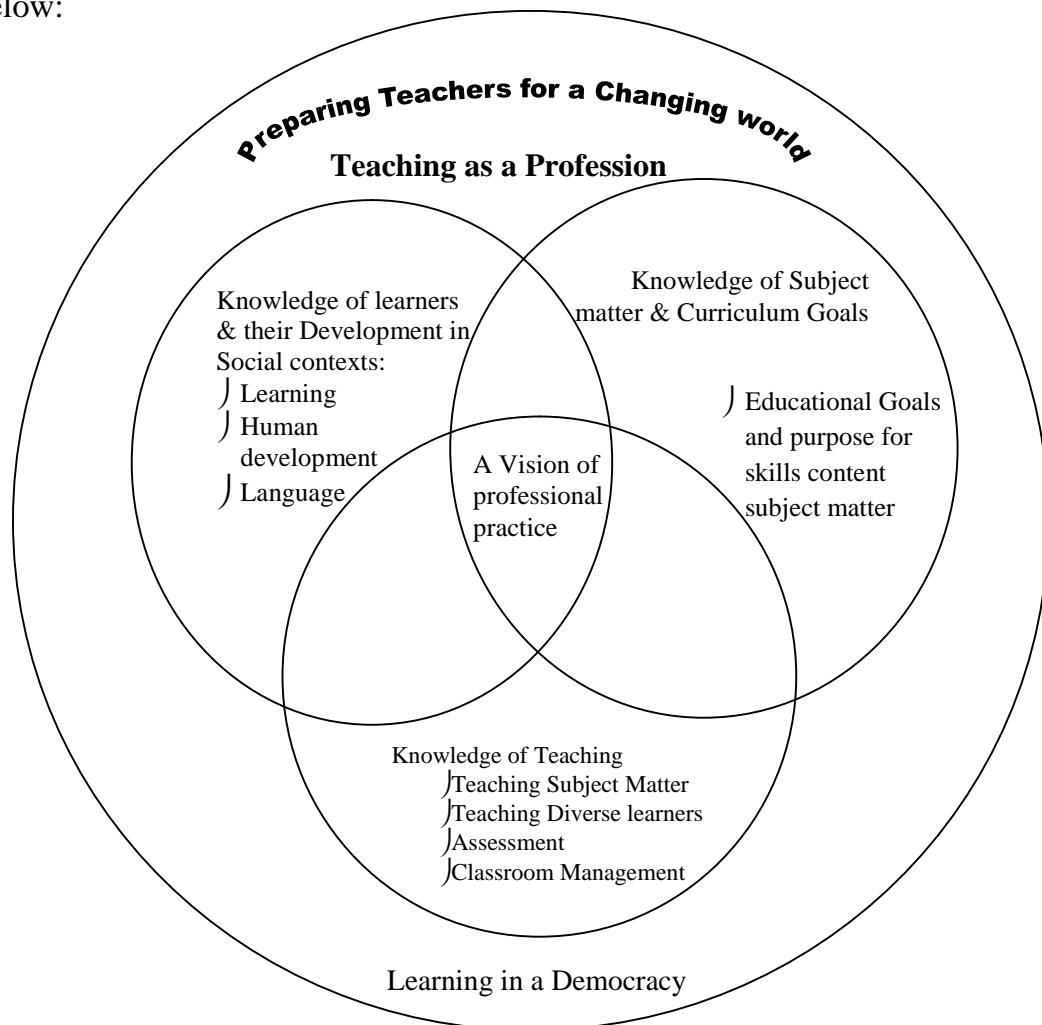 elow:
Preparing Teachers for a Changing world
Teaching as a Profession
Knowledge of learners
& their Development in
Social contexts:
Learning
Human
development
Language
Knowledge of Subject
matter & Curriculum Goals
Educational Goals
and purpose for
skills content
subject matter
A Vision of
professional
practice
Knowledge of Teaching
Teaching Subject Matter
Teaching Diverse learners
Assessment
Classroom Management
Learning in a Democracy